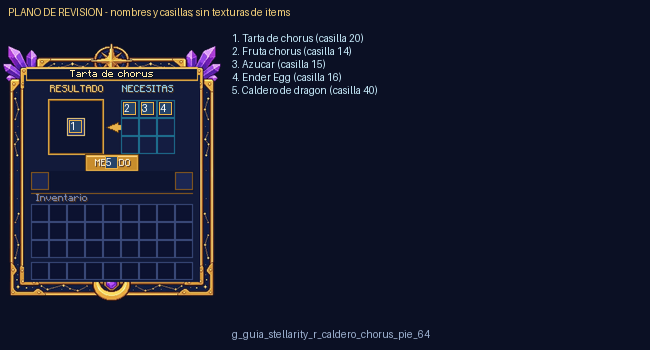 PLANO DE REVISION - nombres y casillas; sin texturas de items
1. Tarta de chorus (casilla 20)
2. Fruta chorus (casilla 14)
3. Azucar (casilla 15)
4. Ender Egg (casilla 16)
5. Caldero de dragon (casilla 40)
Tarta de chorus
RESULTADO NECESITAS
2 3 4
1
5
Inventario
g_guia_stellarity_r_caldero_chorus_pie_64